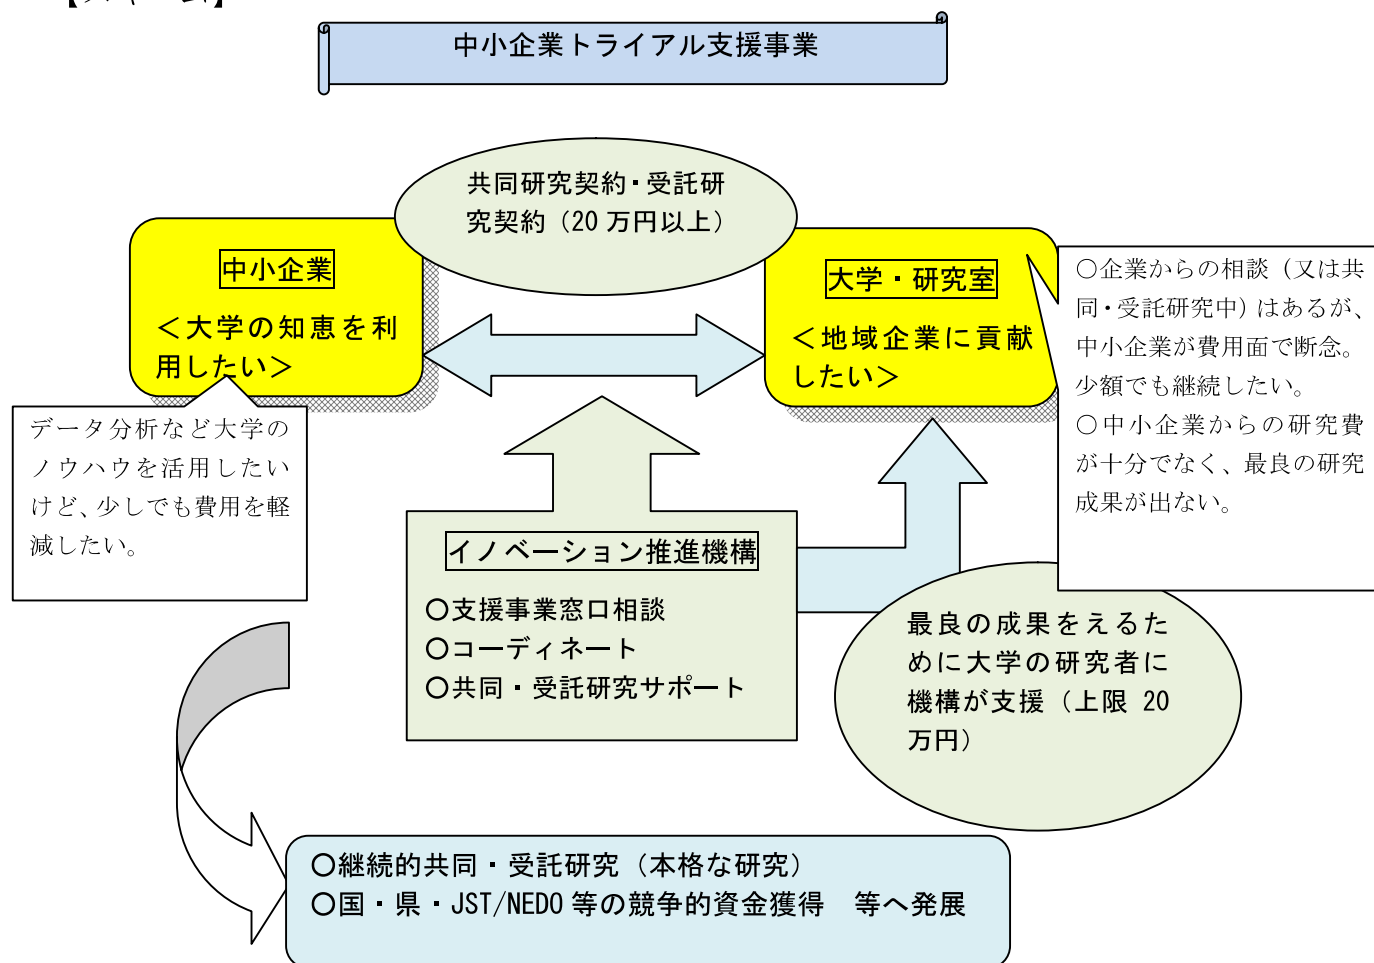 【スキーム】
中小企業トライアル支援事業
共同研究契約・受託研
究契約（20 万円以上）
中小企業
＜大学の知恵を利
用したい＞
大学・研究室
＜地域企業に貢献
したい＞
〇企業からの相談（又は共
同・受託研究中）はあるが、
中小企業が費用面で断念。
少額でも継続したい。
〇中小企業からの研究費
が十分でなく、最良の研究
成果が出ない。
データ分析など大学の
ノウハウを活用したい
けど、少しでも費用を軽
減したい。
イノベーション推進機構
〇支援事業窓口相談
〇コーディネート
〇共同・受託研究サポート
最良の成果をえるた
めに大学の研究者に
機構が支援（上限 20
万円）
〇継続的共同・受託研究（本格な研究）
〇国・県・JST/NEDO 等の競争的資金獲得　等へ発展